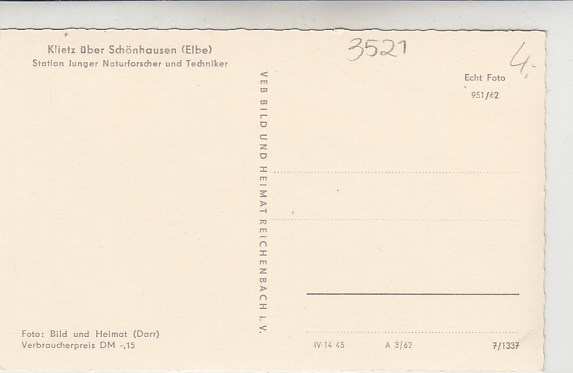 Klietz über Schönhausen (Elbe)
Station Junger Naturforscher und Techniker
3521
4,-
Echt Foto
951/62
VEB BILD UND HEIMAT REICHENBACH i. V.
Foto: Bild und Heimat (Darr)
Verbraucherpreis DM -,15
IV-14-45 A 3/62 7/1337